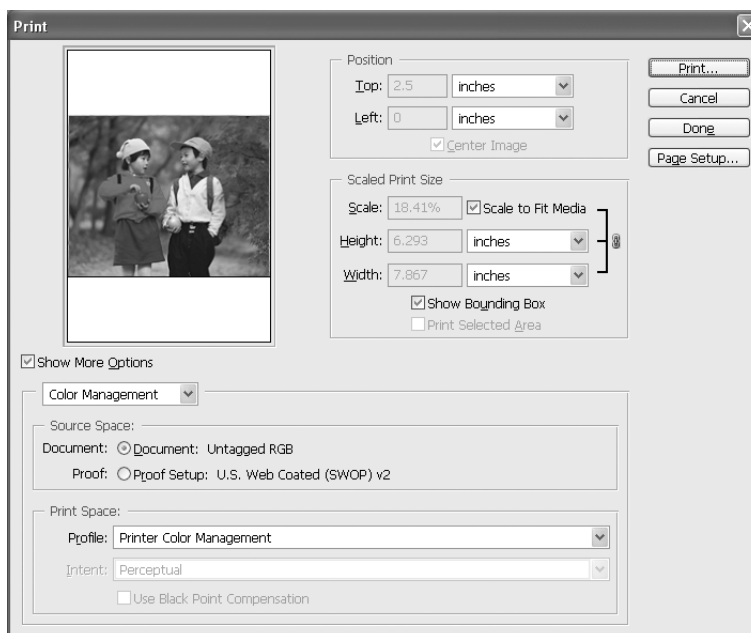 Print
Position
Top: 2.5 inches
Left: 0 inches
Center Image
Print...
Cancel
Done
Page Setup...
Scaled Print Size
Scale: 18.41% Scale to Fit Media
Height: 6.293 inches
Width: 7.867 inches
Show Bounding Box
Print Selected Area
Show More Options
Color Management
Source Space:
Document: Document: Untagged RGB
Proof: Proof Setup: U.S. Web Coated (SWOP) v2
Print Space:
Profile: Printer Color Management
Intent: Perceptual
Use Black Point Compensation